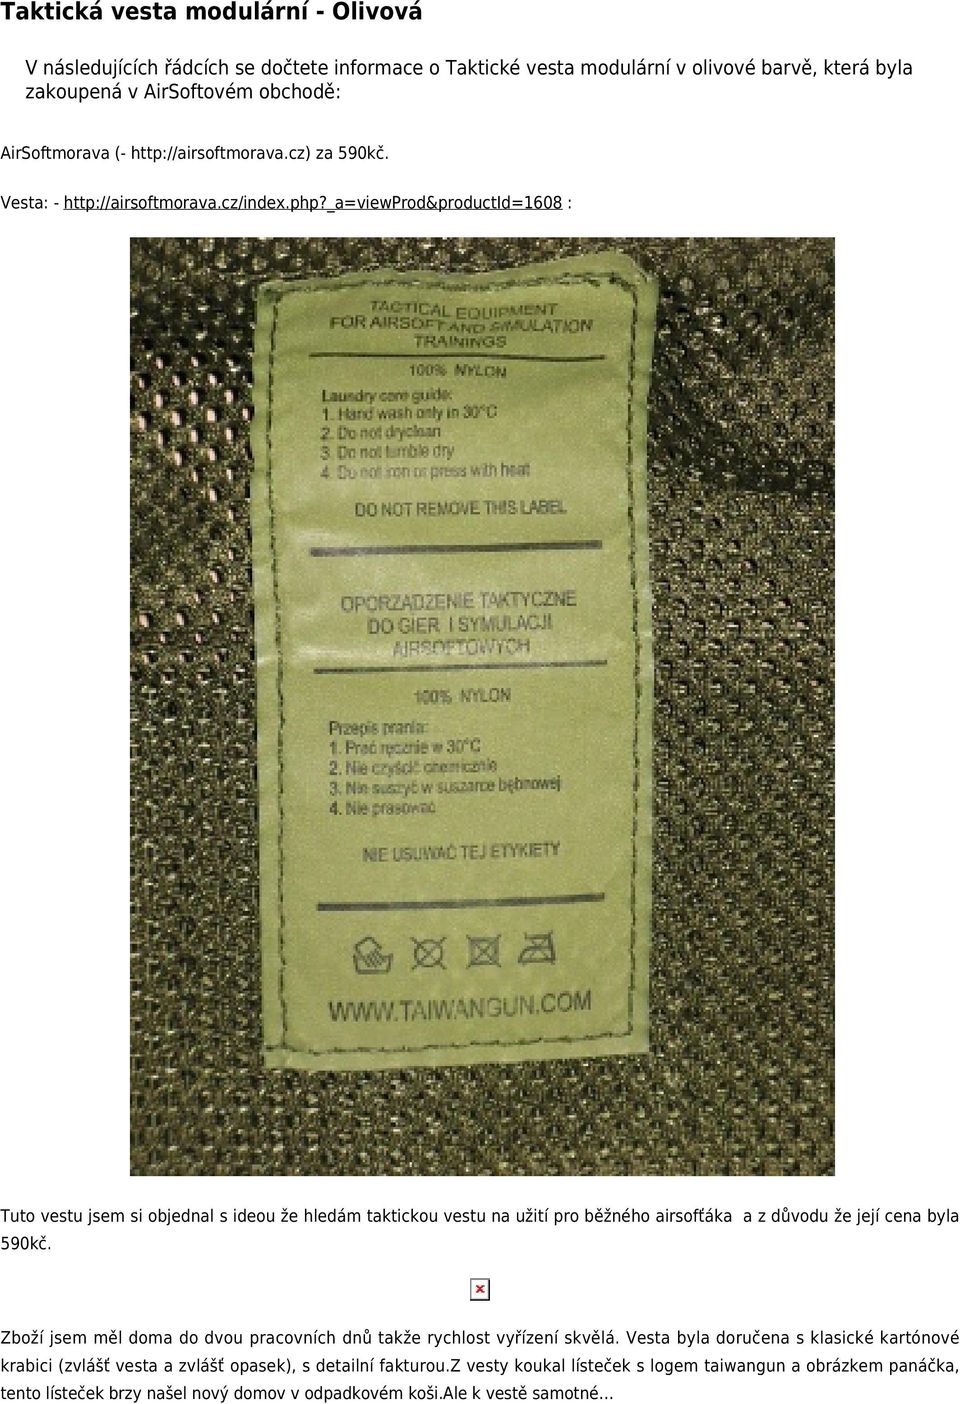 Taktická vesta modulární - Olivová
V následujících řádcích se dočtete informace o Taktické vesta modulární v olivové barvě, která byla
zakoupená v AirSoftovém obchodě:
AirSoftmorava (- http://airsoftmorava.cz) za 590kč.
Vesta: - http://airsoftmorava.cz/index.php?_a=viewProd&productId=1608 :
TACTICAL EQUIPMENT
FOR AIRSOFT AND SIMULATION
TRAININGS
100% NYLON
Laundry care guide:
1. Hand wash only in 30°C
2. Do not dryclean
3. Do not tumble dry
4. Do not iron or press with heat
DO NOT REMOVE THIS LABEL
OPORZADZENIE TAKTYCZNE
DO GIER I SYMULACJI
AIRSOFTOWYCH
100% NYLON
Przepis prania:
1. Prać ręcznie w 30°C
2. Nie czyścić chemicznie
3. Nie suszyć w suszarce bębnowej
4. Nie prasować
NIE USUWAĆ TEJ ETYKIETY
WWW.TAIWANGUN.COM
Tuto vestu jsem si objednal s ideou že hledám taktickou vestu na užití pro běžného airsofťáka a z důvodu že její cena byla
590kč.
Zboží jsem měl doma do dvou pracovních dnů takže rychlost vyřízení skvělá. Vesta byla doručena s klasické kartónové
krabici (zvlášť vesta a zvlášť opasek), s detailní fakturou.Z vesty koukal lísteček s logem taiwangun a obrázkem panáčka,
tento lísteček brzy našel nový domov v odpadkovém koši.Ale k vestě samotné...